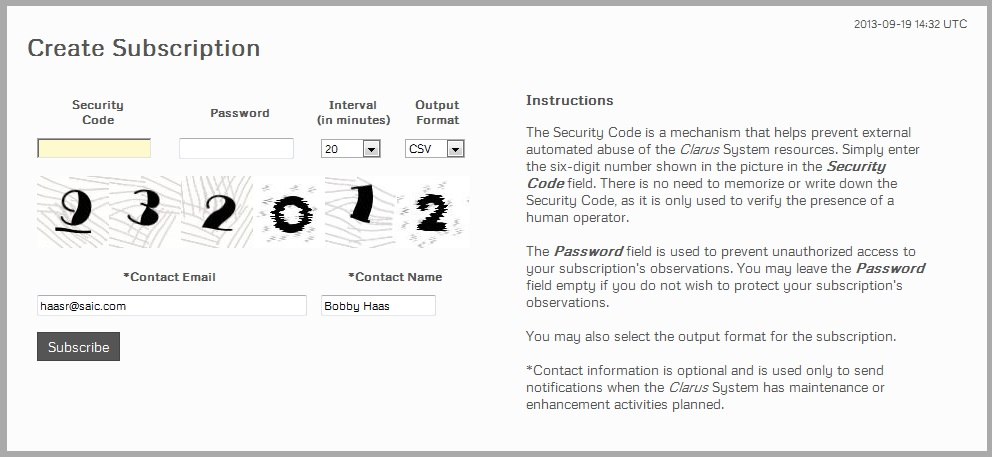 2013-09-19 14:32 UTC
Create Subscription
Security
Code
Password
Interval
(in minutes)
Output
Format
20
CSV
932012
*Contact Email
*Contact Name
haasr@saic.com
Bobby Haas
Subscribe
Instructions
The Security Code is a mechanism that helps prevent external
automated abuse of the Clarus System resources. Simply enter
the six-digit number shown in the picture in the Security
Code field. There is no need to memorize or write down the
Security Code, as it is only used to verify the presence of a
human operator.
The Password field is used to prevent unauthorized access to
your subscription's observations. You may leave the Password
field empty if you do not wish to protect your subscription's
observations.
You may also select the output format for the subscription.
*Contact information is optional and is used only to send
notifications when the Clarus System has maintenance or
enhancement activities planned.